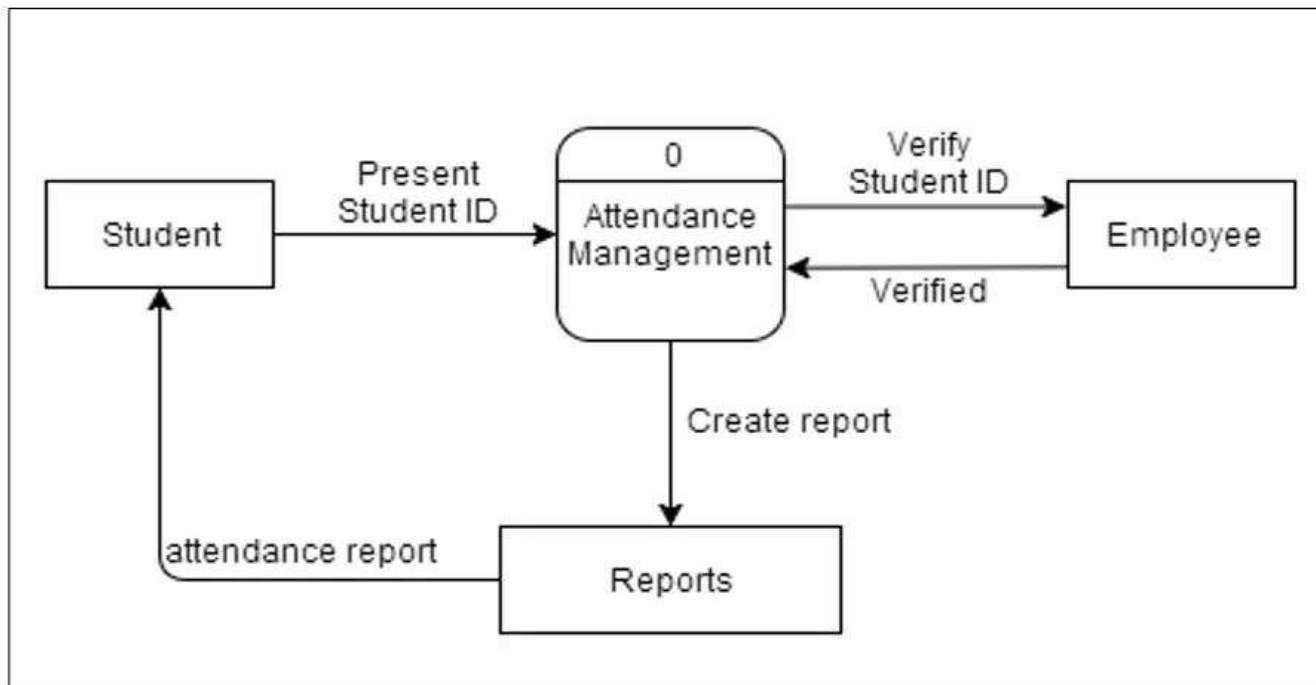 0
Verify
Student ID
Present
Student ID
Student
Attendance
Management
Employee
Verified
Create report
attendance report
Reports